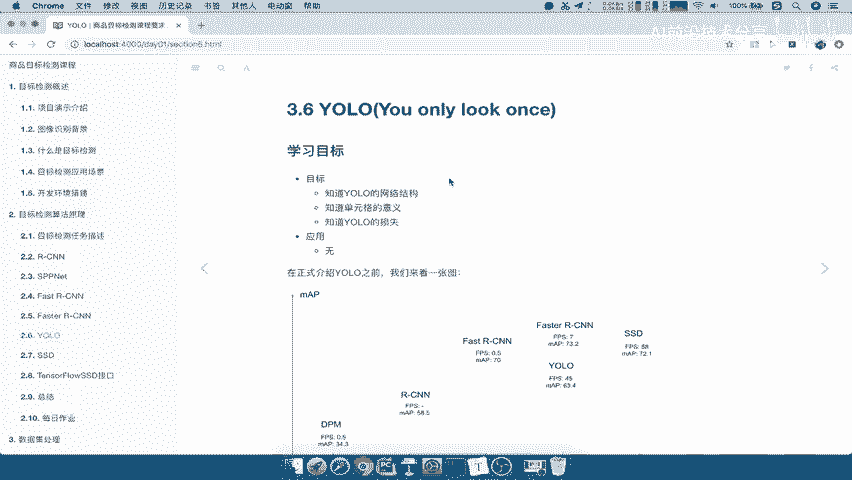 Chrome 文件 修改 视图 历史记录 书签 其他人 电动窗 帮助
100%
YOLO | 商品目标检测课程
localhost:4000/day01/section6.html
商品目标检测课程
1. 目标检测概述
1.1. 项目演示介绍
1.2. 图像识别背景
1.3. 什么是目标检测
1.4. 目标检测应用场景
1.5. 开发环境搭建
2. 目标检测算法原理
2.1. 目标检测任务描述
2.2. R-CNN
2.3. SPPNet
2.4. Fast R-CNN
2.5. Faster R-CNN
2.6. YOLO
2.7. SSD
2.8. TensorFlowSSD接口
2.9. 总结
2.10. 每日作业
3. 数据集处理
3.6 YOLO(You only look once)
学习目标
目标
知道YOLO的网络结构
知道单元格的意义
知道YOLO的损失
应用
无
在正式介绍YOLO之前，我们来看一张图：
mAP
Faster R-CNN
FPS: 7
mAP: 73.2
SSD
FPS: 58
mAP: 72.1
Fast R-CNN
FPS: 0.5
mAP: 70
YOLO
FPS: 45
mAP: 63.4
R-CNN
FPS: -
mAP: 58.5
DPM
FPS: 0.5
mAP: 34.3